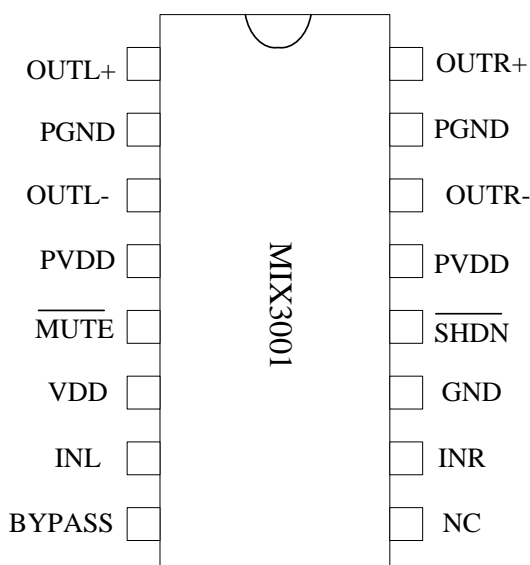 OUTL+
OUTR+
PGND
PGND
OUTL-
OUTR-
PVDD
PVDD
MUTE
SHDN
VDD
GND
INL
INR
BYPASS
NC
MIX3001